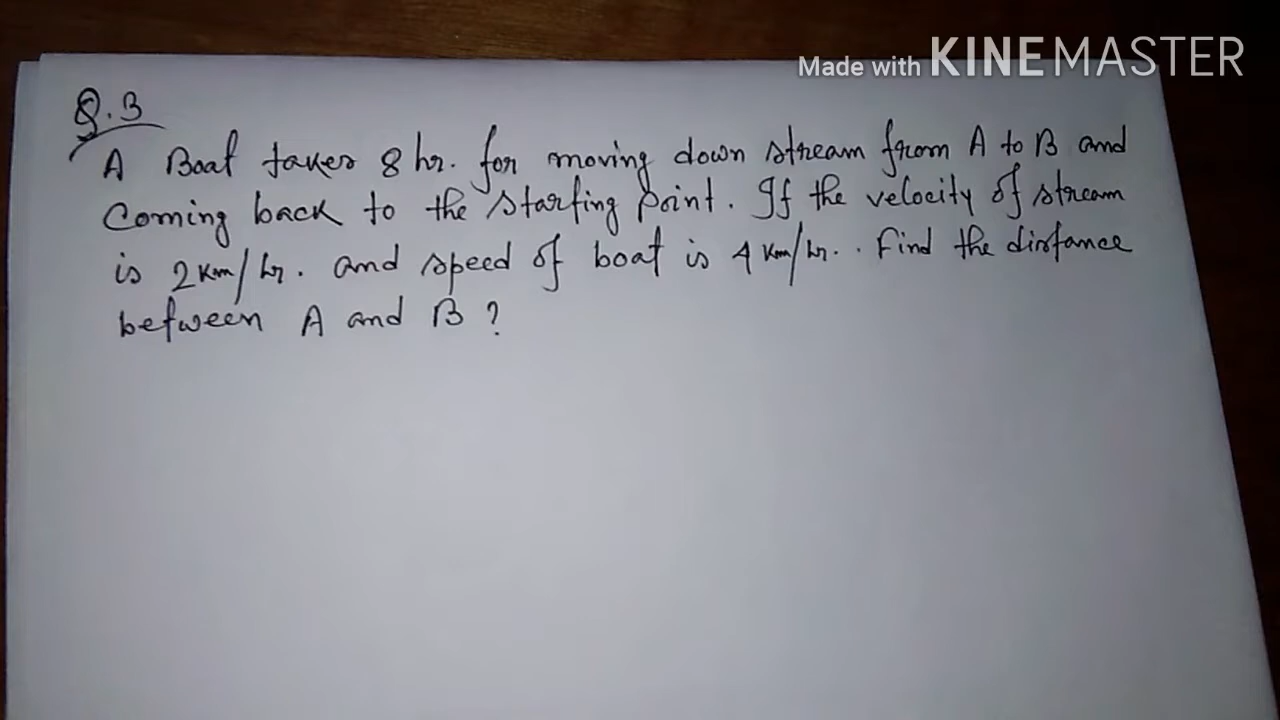 Made with KINEMASTER
Q.3
A Boat takes 8 hr. for moving down stream from A to B and
Coming back to the starting point. If the velocity of stream
is 2 Km/hr. and speed of boat is 4 Km/hr.. Find the distance
between A and B ?